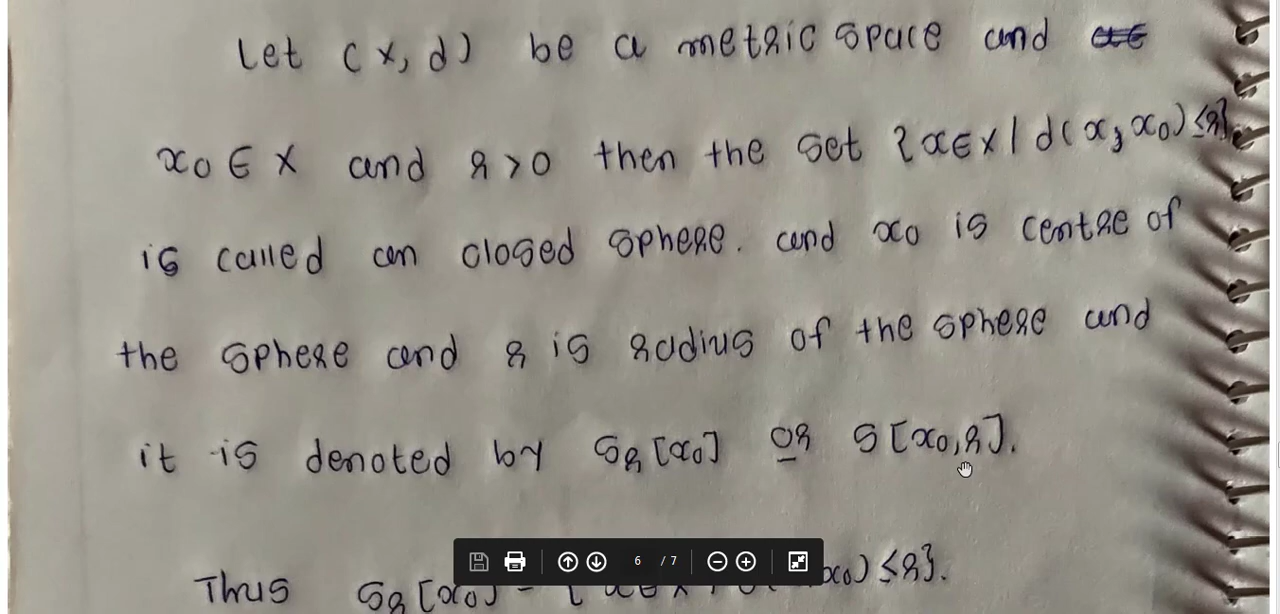 Let (x, d) be a metric space and
x₀ ∈ X and r > 0 then the set {x ∈ X / d(x, x₀) ≤ r}.
is called an closed sphere. and x₀ is centre of
the sphere and r is radius of the sphere and
it is denoted by Sr[x₀] or S[x₀, r].
6 / 7
Thus Sr[x₀] = x₀) ≤ r}.